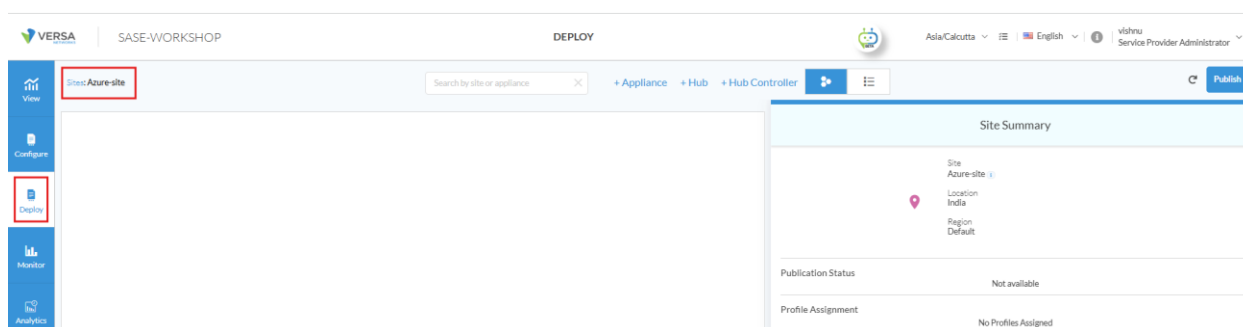 VERSA
NETWORKS
SASE-WORKSHOP
DEPLOY
BETA
Asia/Calcutta
English
vishnu
Service Provider Administrator
View
Sites: Azure-site
Search by site or appliance
+ Appliance
+ Hub
+ Hub Controller
Publish
Configure
Deploy
Monitor
Analytics
Site Summary
Site
Azure-site
Location
India
Region
Default
Publication Status
Not available
Profile Assignment
No Profiles Assigned